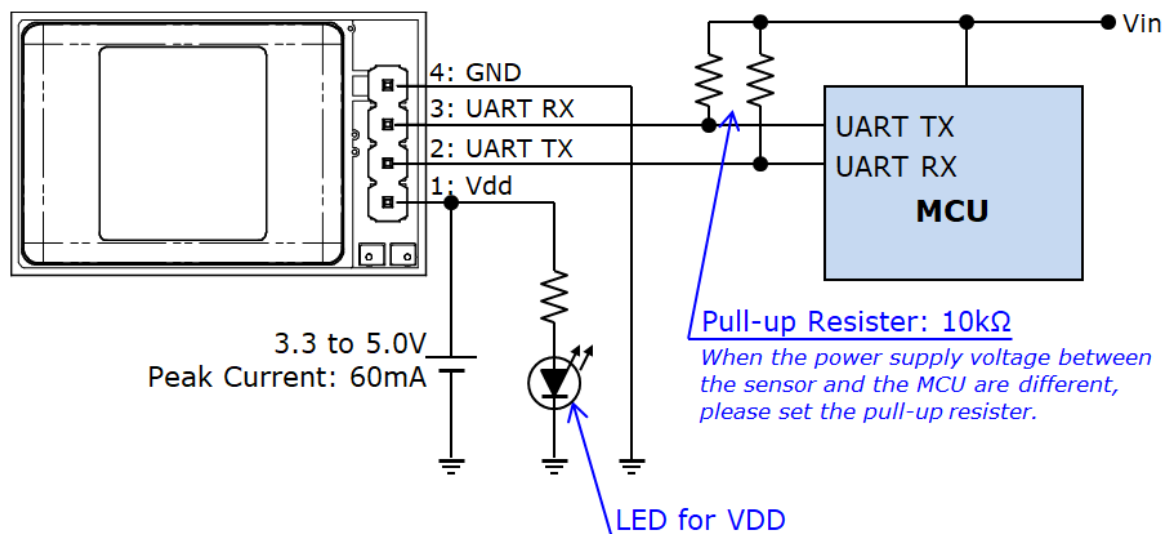 Vin
4: GND
3: UART RX
2: UART TX
1: Vdd
UART TX
UART RX
MCU
3.3 to 5.0V
Peak Current: 60mA
Pull-up Resister: 10kΩ
When the power supply voltage between
the sensor and the MCU are different,
please set the pull-up resister.
LED for VDD